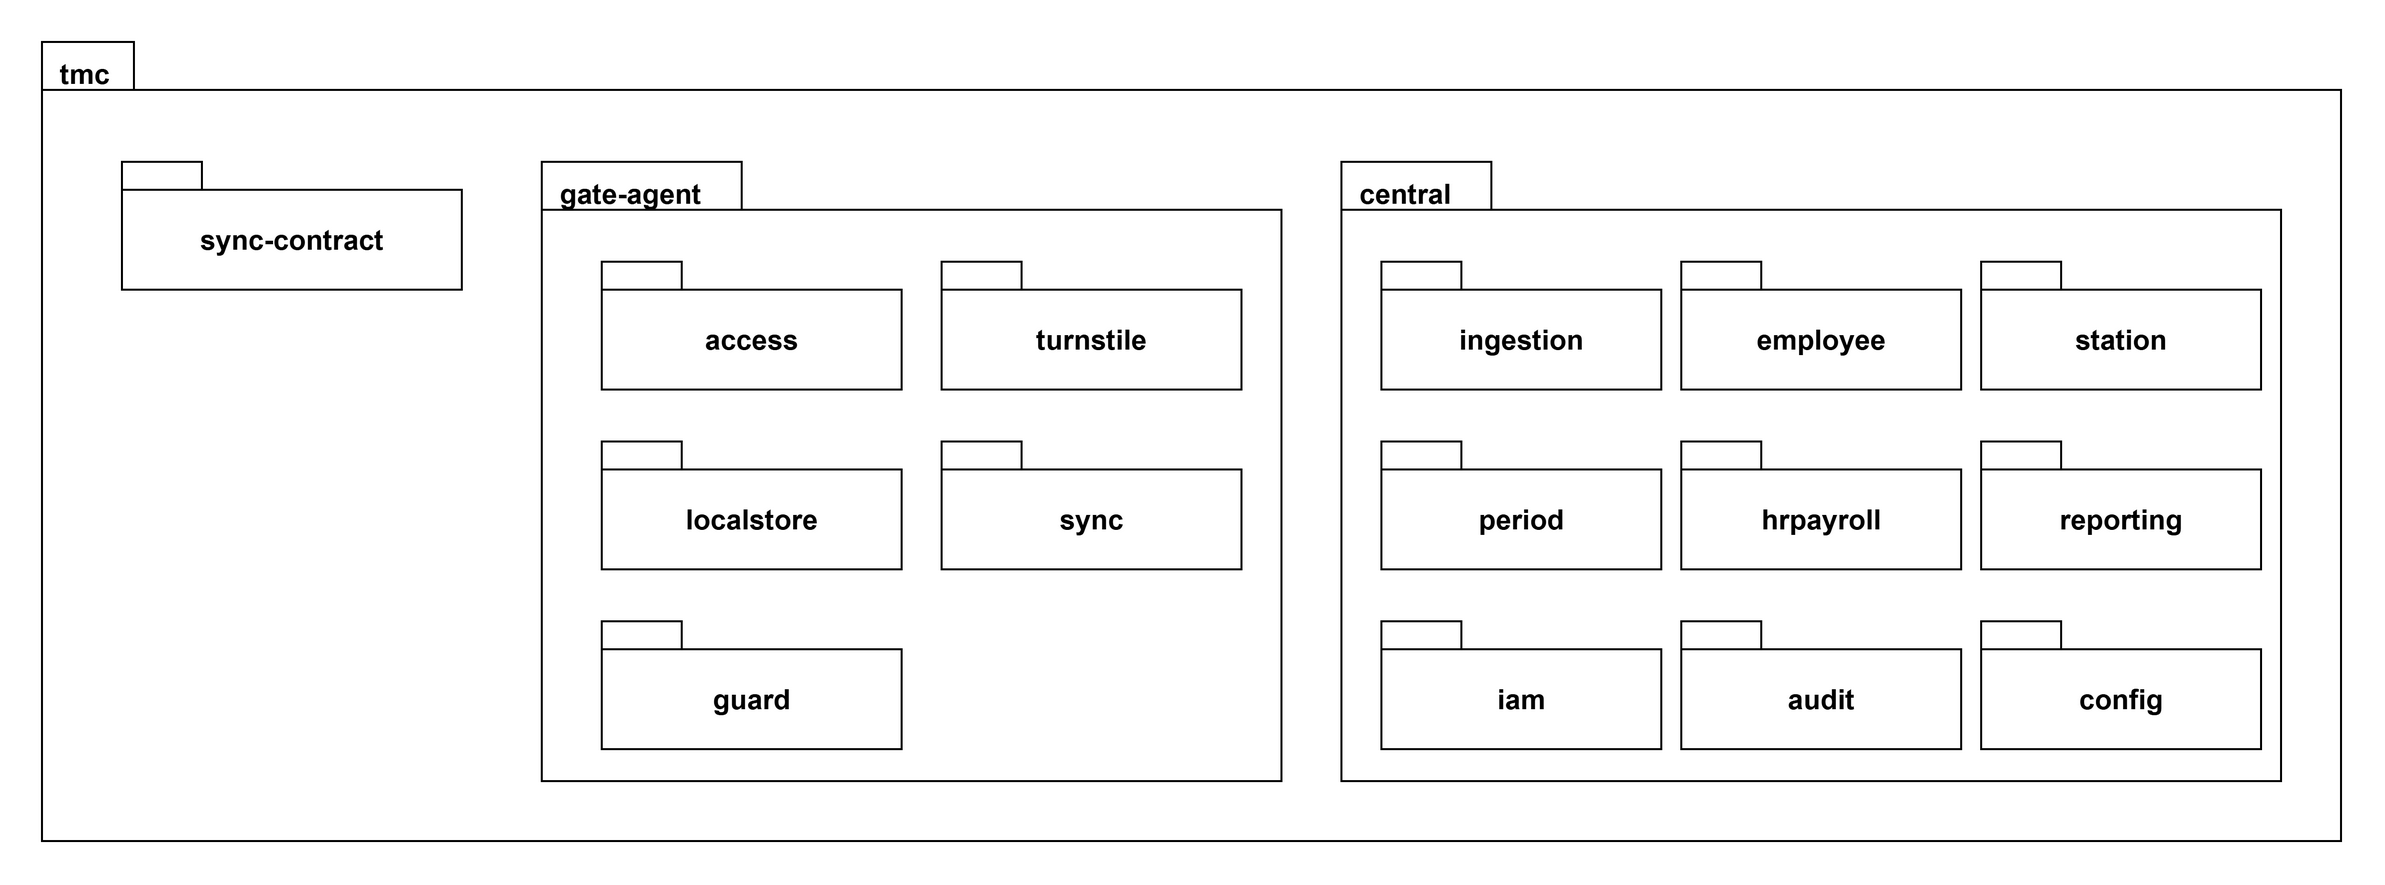 tmc
sync-contract
gate-agent
access
turnstile
localstore
sync
guard
central
ingestion
employee
station
period
hrpayroll
reporting
iam
audit
config